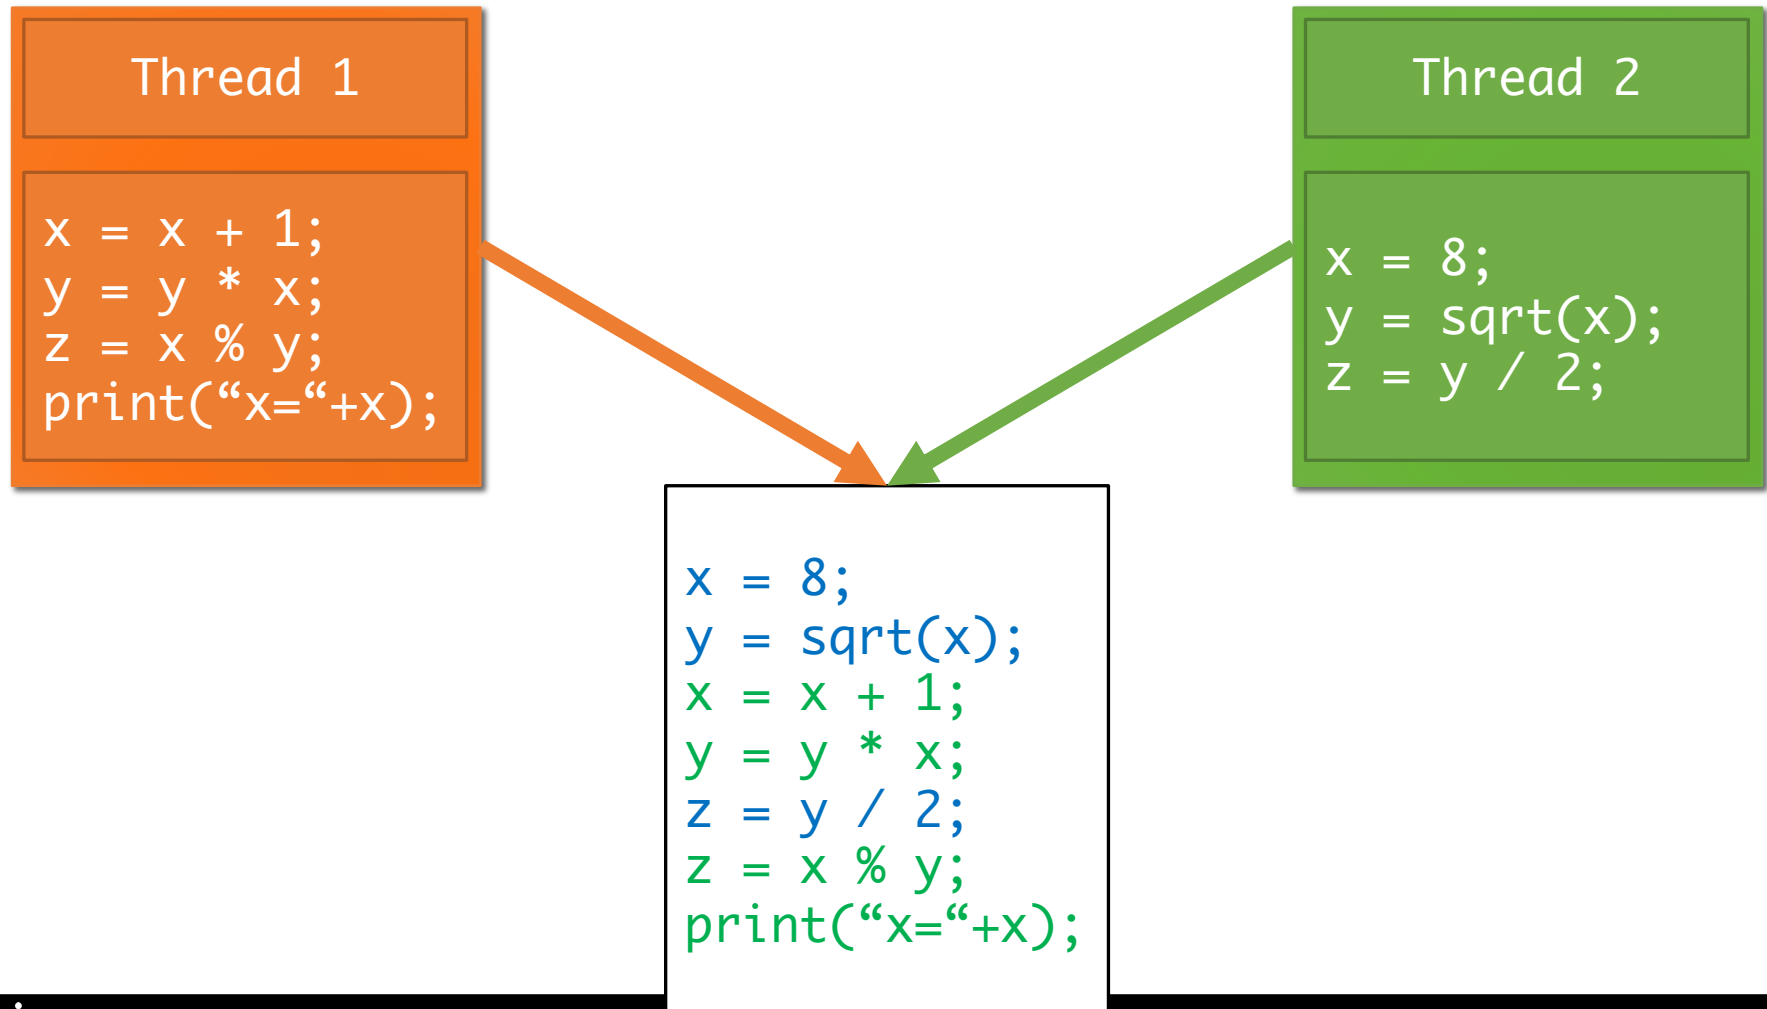 Thread 1
x = x + 1;
y = y * x;
z = x % y;
print(“x=“+x);
Thread 2
x = 8;
y = sqrt(x);
z = y / 2;
x = 8;
y = sqrt(x);
x = x + 1;
y = y * x;
z = y / 2;
z = x % y;
print(“x=“+x);